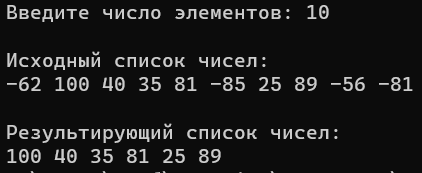 Введите число элементов: 10
Исходный список чисел:
-62 100 40 35 81 -85 25 89 -56 -81
Результирующий список чисел:
100 40 35 81 25 89